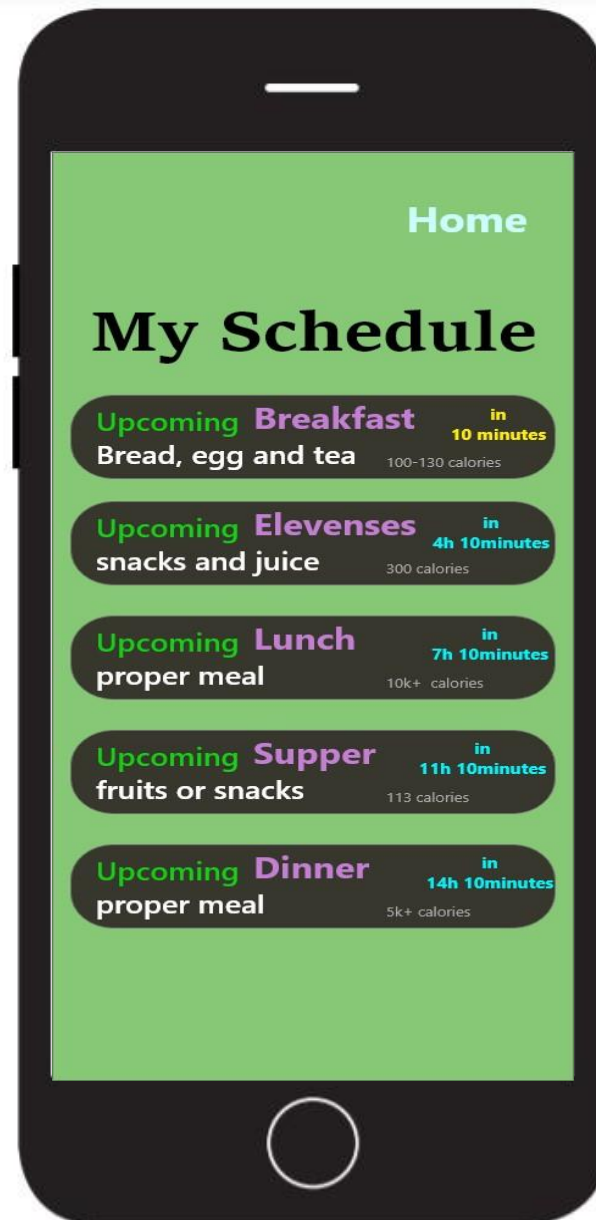 Home
My Schedule
Upcoming Breakfast
in
10 minutes
Bread, egg and tea
100-130 calories
Upcoming Elevenses
in
4h 10minutes
snacks and juice
300 calories
Upcoming Lunch
in
7h 10minutes
proper meal
10k+ calories
Upcoming Supper
in
11h 10minutes
fruits or snacks
113 calories
Upcoming Dinner
in
14h 10minutes
proper meal
5k+ calories